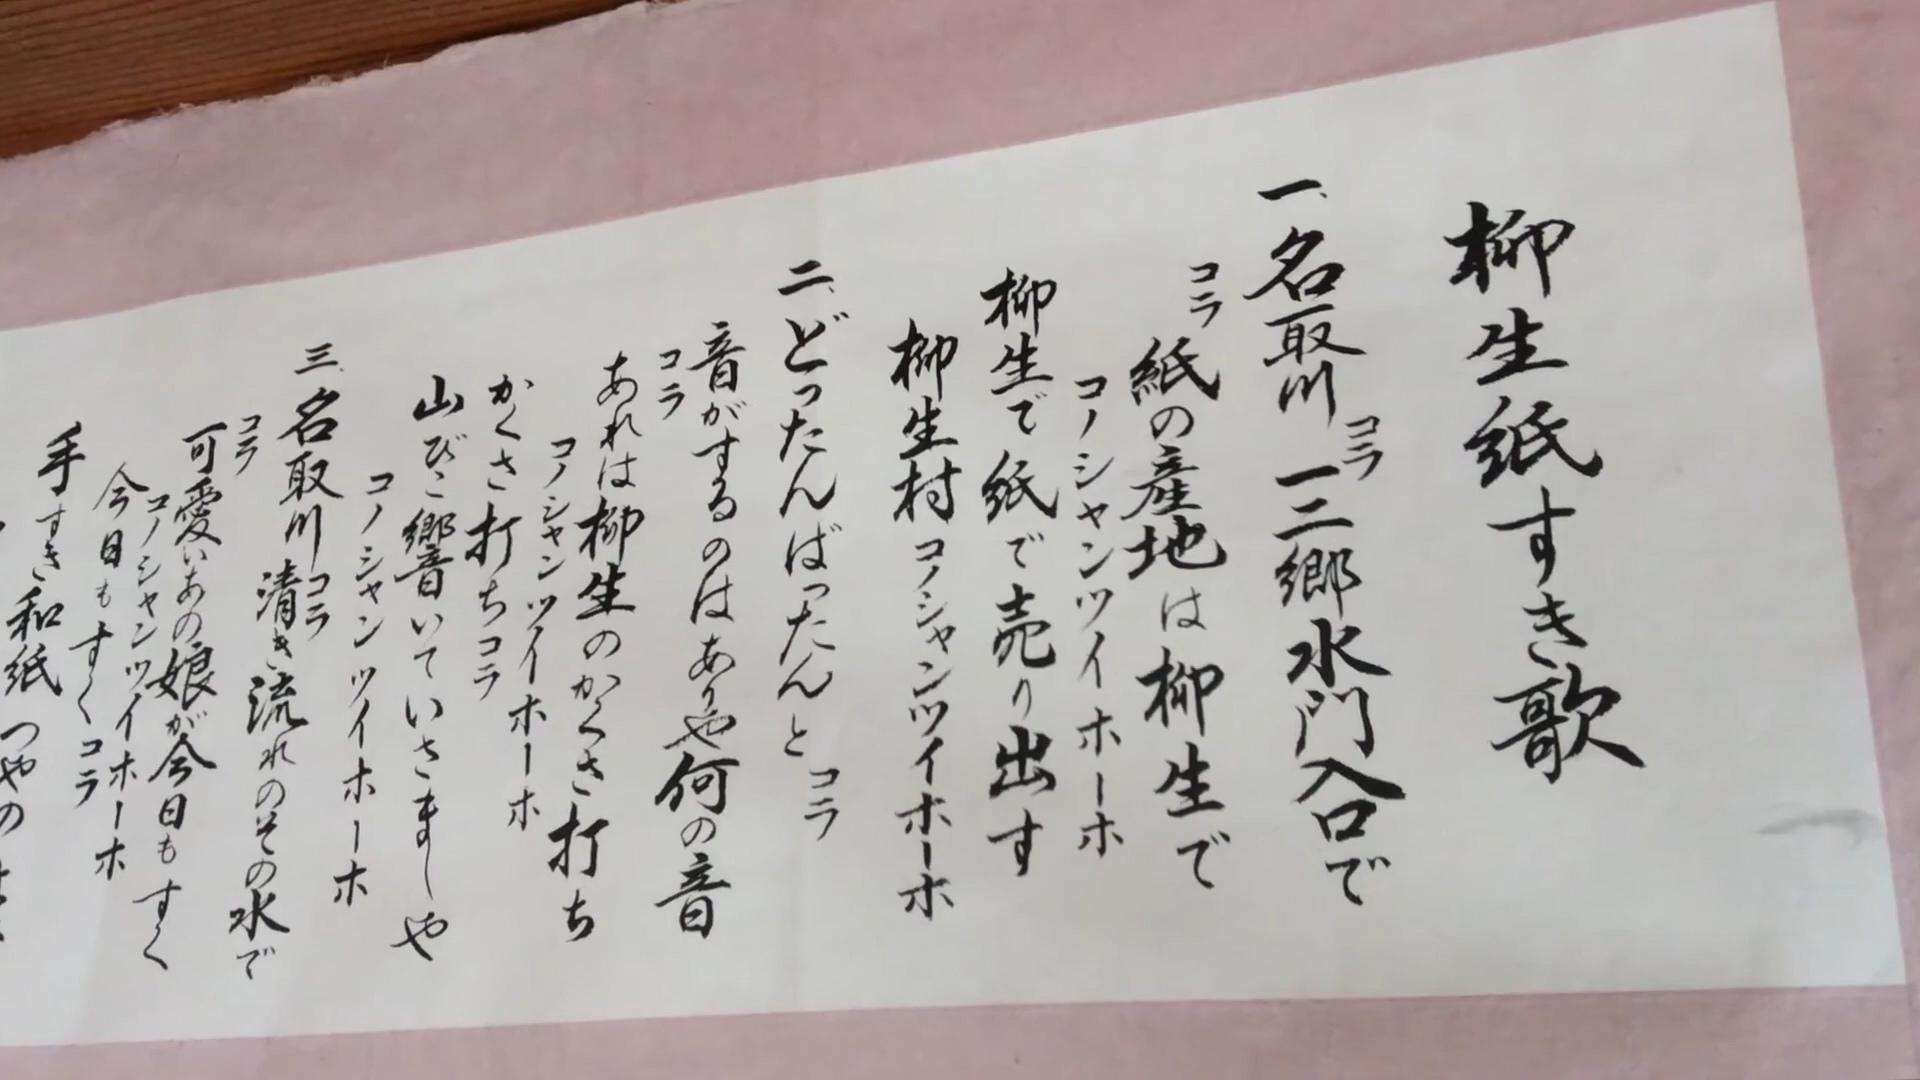 柳生紙すき歌
一、名取川 コラ 一二三郷水門入口で
コラ 紙の産地は柳生で
コノシャンツイホーホ
柳生で紙で売り出す
柳生村 コノシャンツイホーホ
二、どったんばったんと コラ
音がするのはありや何の音
コラ
あれは柳生のかくさ打ち
コノシャンツイホーホ
かくさ打ちコラ
山びこ響いていさましや
コノシャンツイホーホ
三、名取川コラ 清き流れのその水で
コラ
可愛いあの娘が今日もすく
コノシャンツイホーホ
今日もすくコラ
手すき和紙 つやの